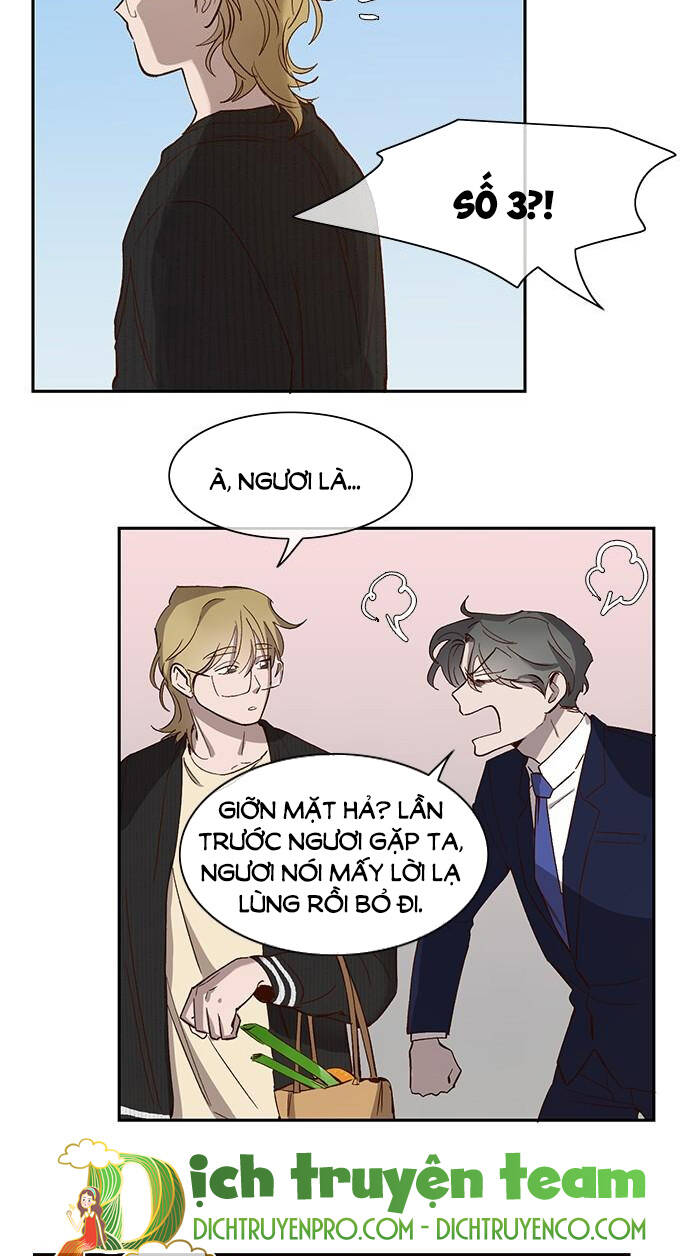 SỐ 3?!
À, NGƯƠI LÀ...
GIỠN MẶT HẢ? LẦN
TRƯỚC NGƯƠI GẶP TA,
NGƯƠI NÓI MẤY LỜI LẠ
LÙNG RỒI BỎ ĐI.
Dịch truyện team
DICHTRUYENPRO.COM - DICHTRUYENCO.COM